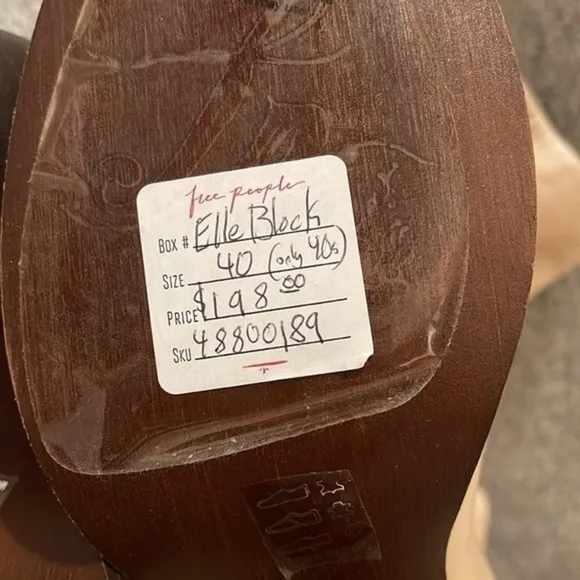 free people
BOX # Elle Block
SIZE 40 (only 40s)
PRICE $198.00
SKU 48800189